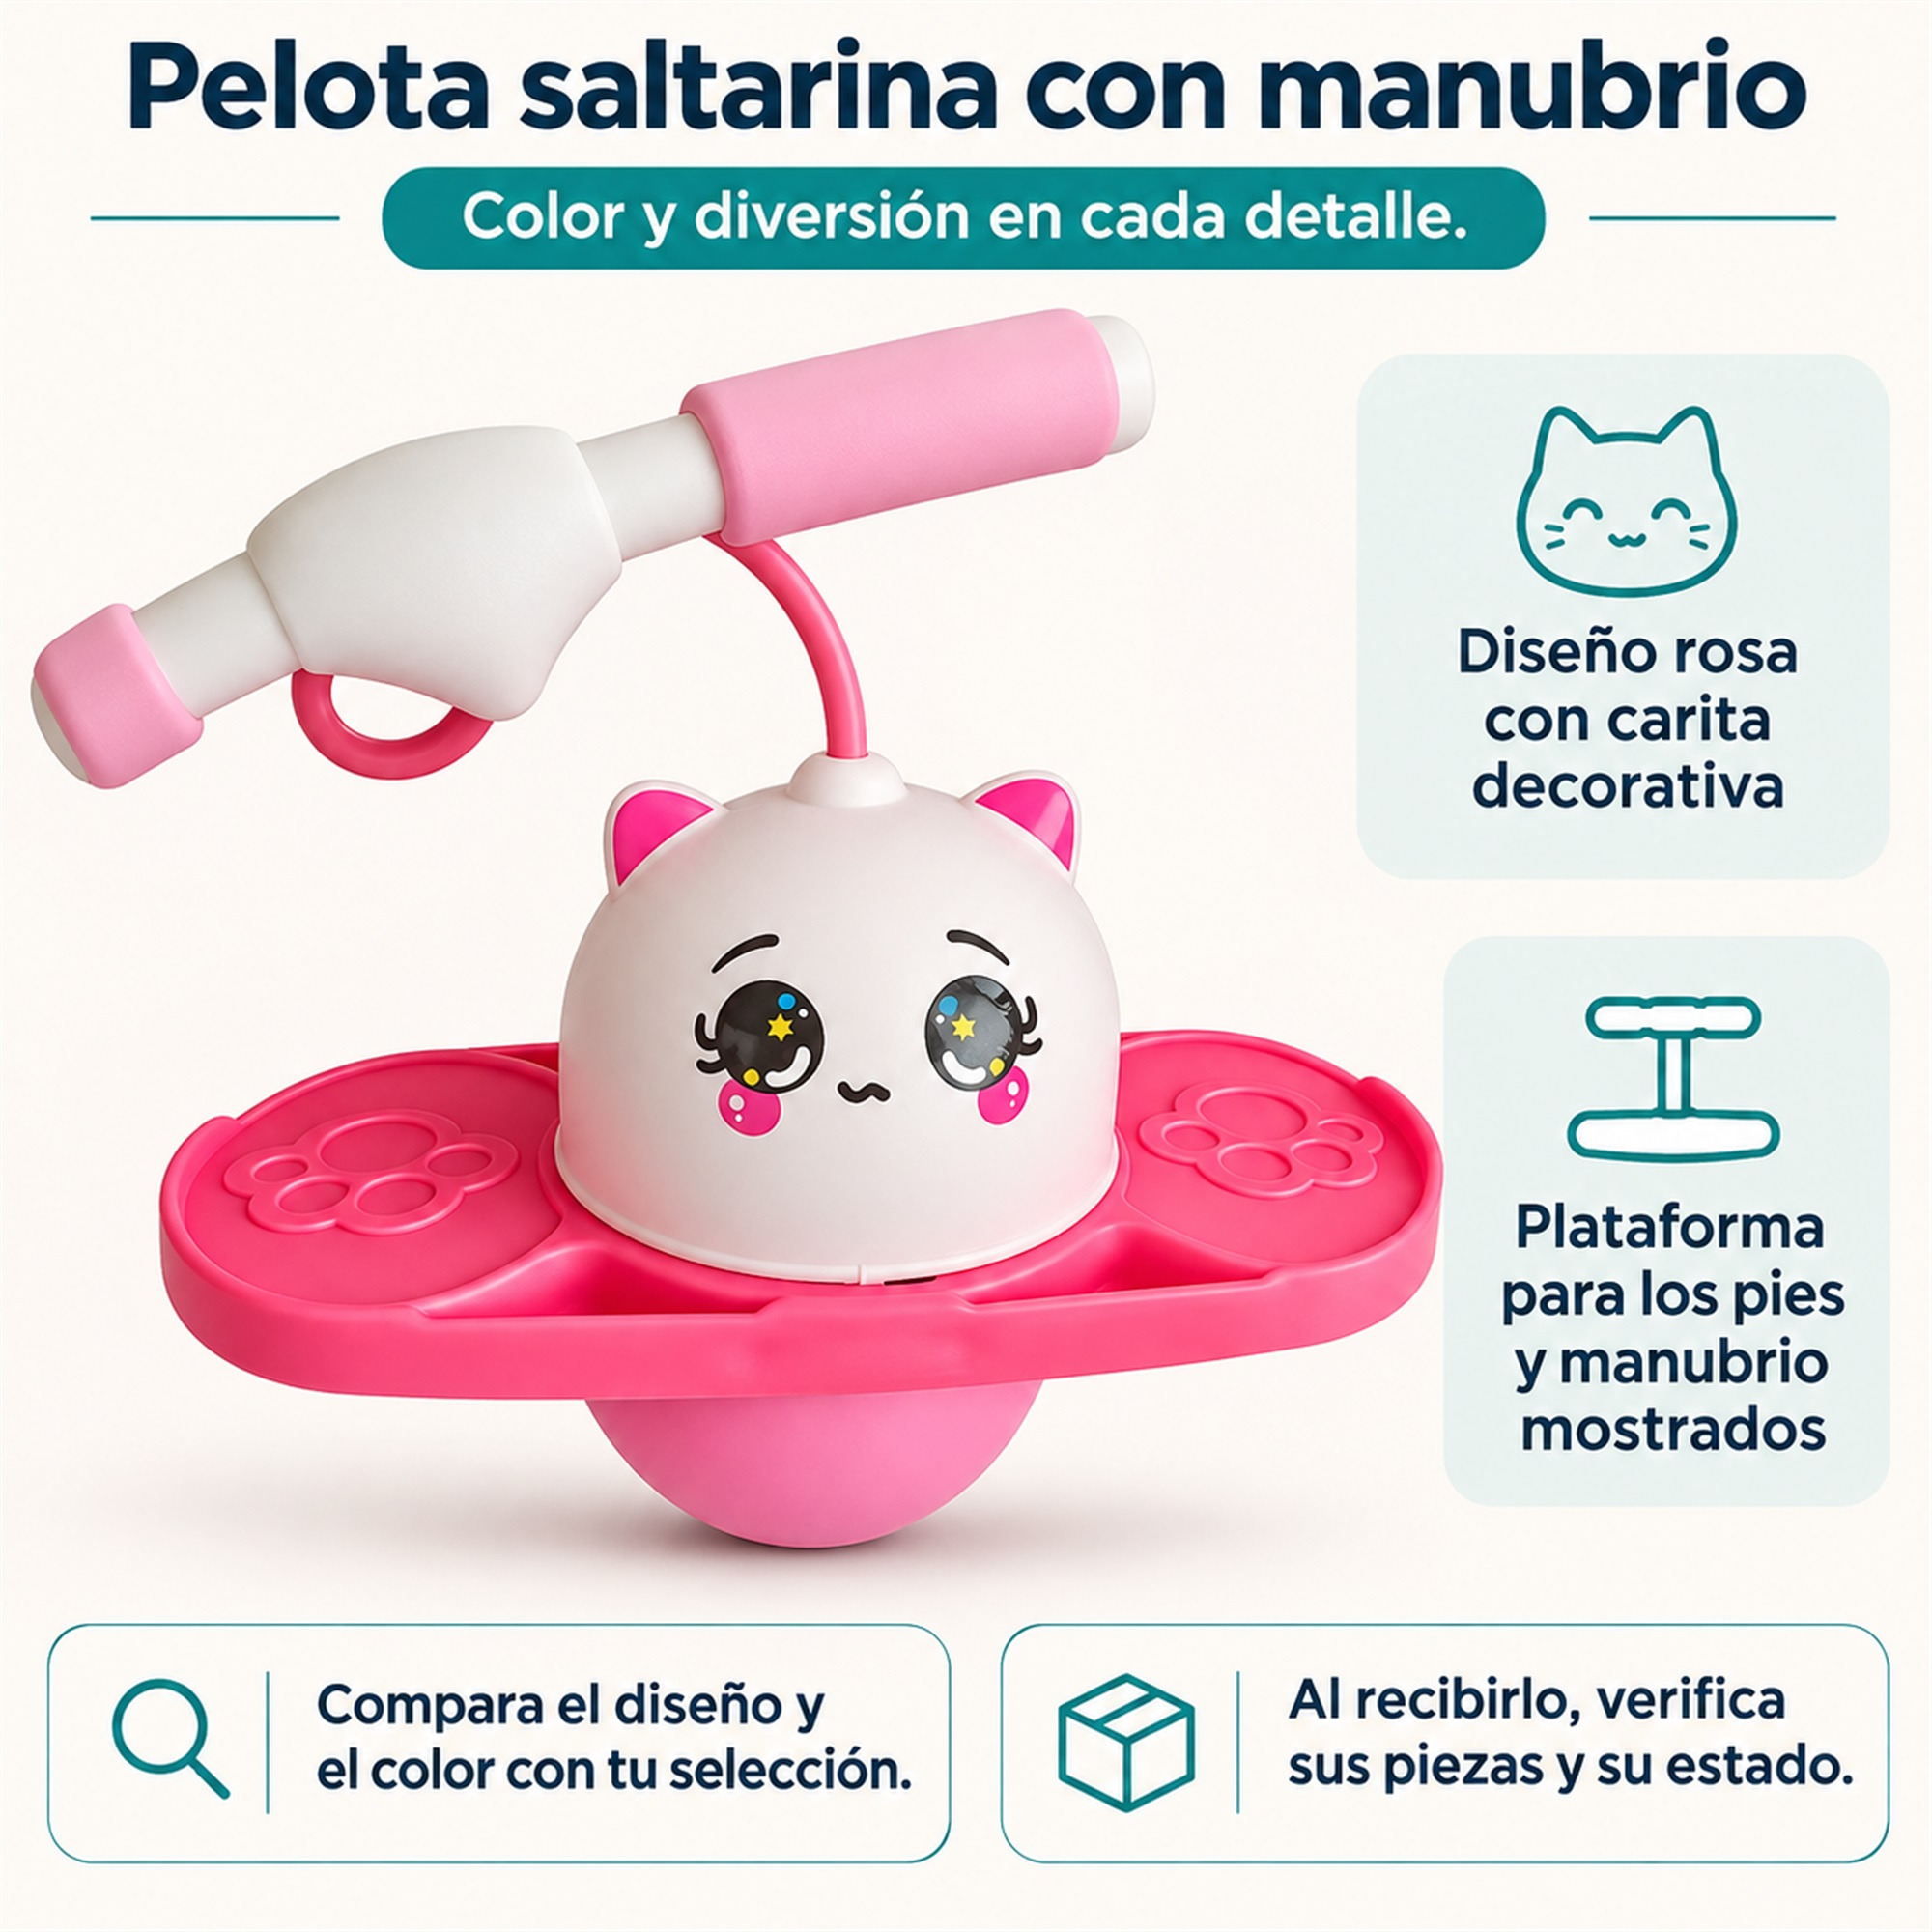 Pelota saltarina con manubrio
Color y diversión en cada detalle.
Diseño rosa
con carita
decorativa
Plataforma
para los pies
y manubrio
mostrados
Compara el diseño y
el color con tu selección.
Al recibirlo, verifica
sus piezas y su estado.